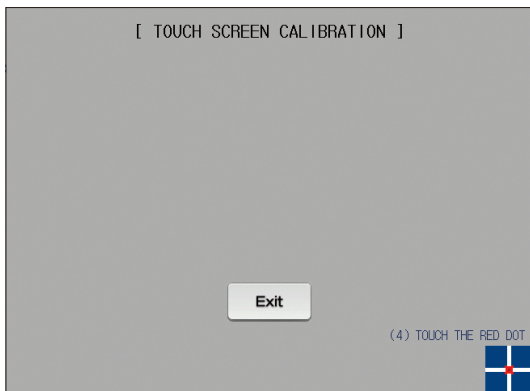 [ TOUCH SCREEN CALIBRATION ]
Exit
(4) TOUCH THE RED DOT